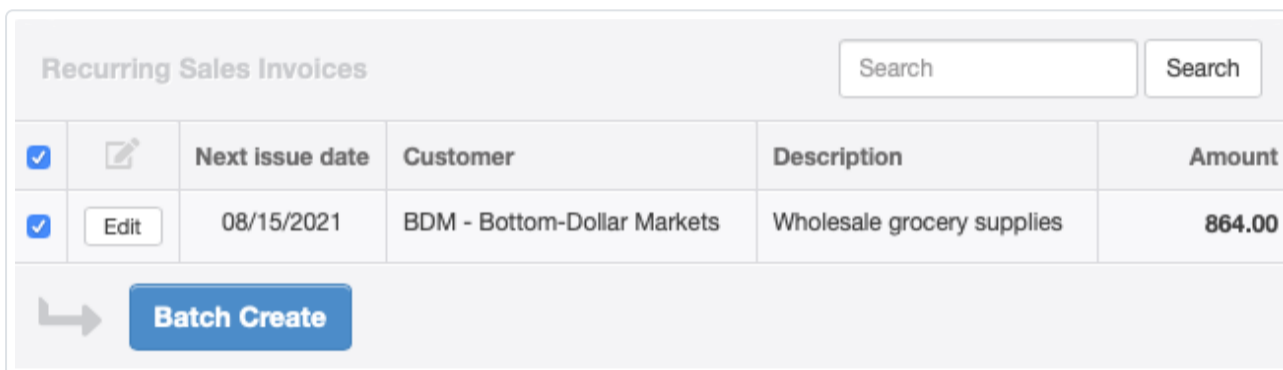 Recurring Sales Invoices Search Search
Next issue date Customer Description Amount
Edit 08/15/2021 BDM - Bottom-Dollar Markets Wholesale grocery supplies 864.00
Batch Create